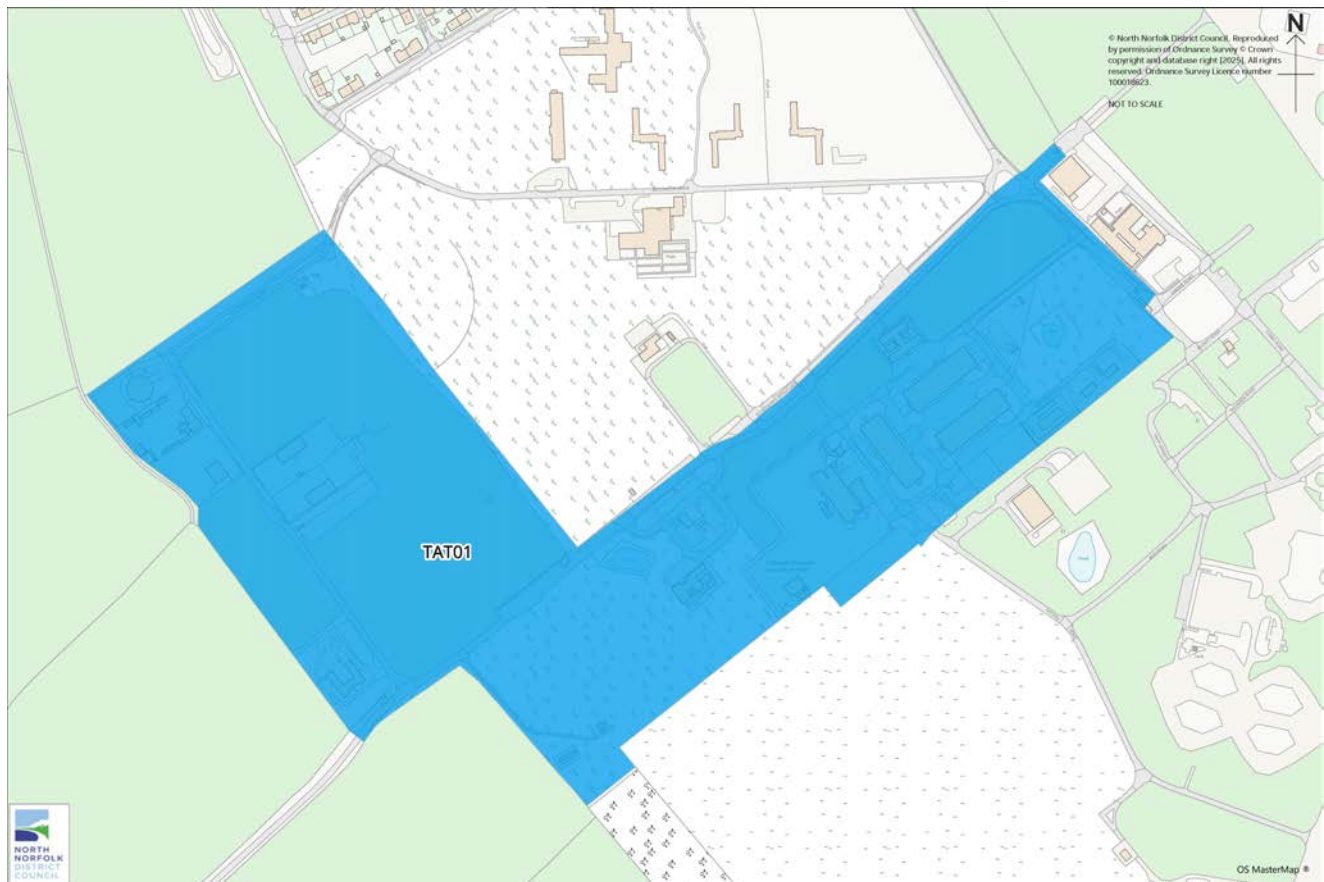 N
© North Norfolk District Council. Reproduced
by permission of Ordnance Survey © Crown
copyright and database right [2025]. All rights
reserved. Ordnance Survey Licence number
100018623.
NOT TO SCALE
TAT01
NORTH
NORFOLK
DISTRICT
COUNCIL
OS MasterMap ®